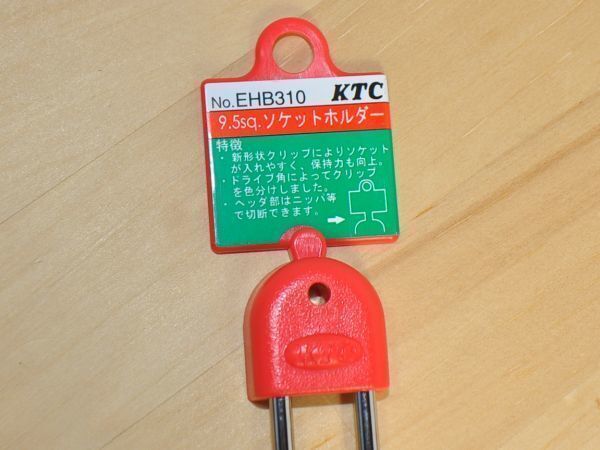 No.EHB310 KTC
9.5sq.ソケットホルダー
特徴
・新形状クリップによりソケット
が入れやすく、保持力も向上。
・ドライブ角によってクリップ
を色分けしました。
・ヘッダ部はニッパ等
で切断できます。
KTC